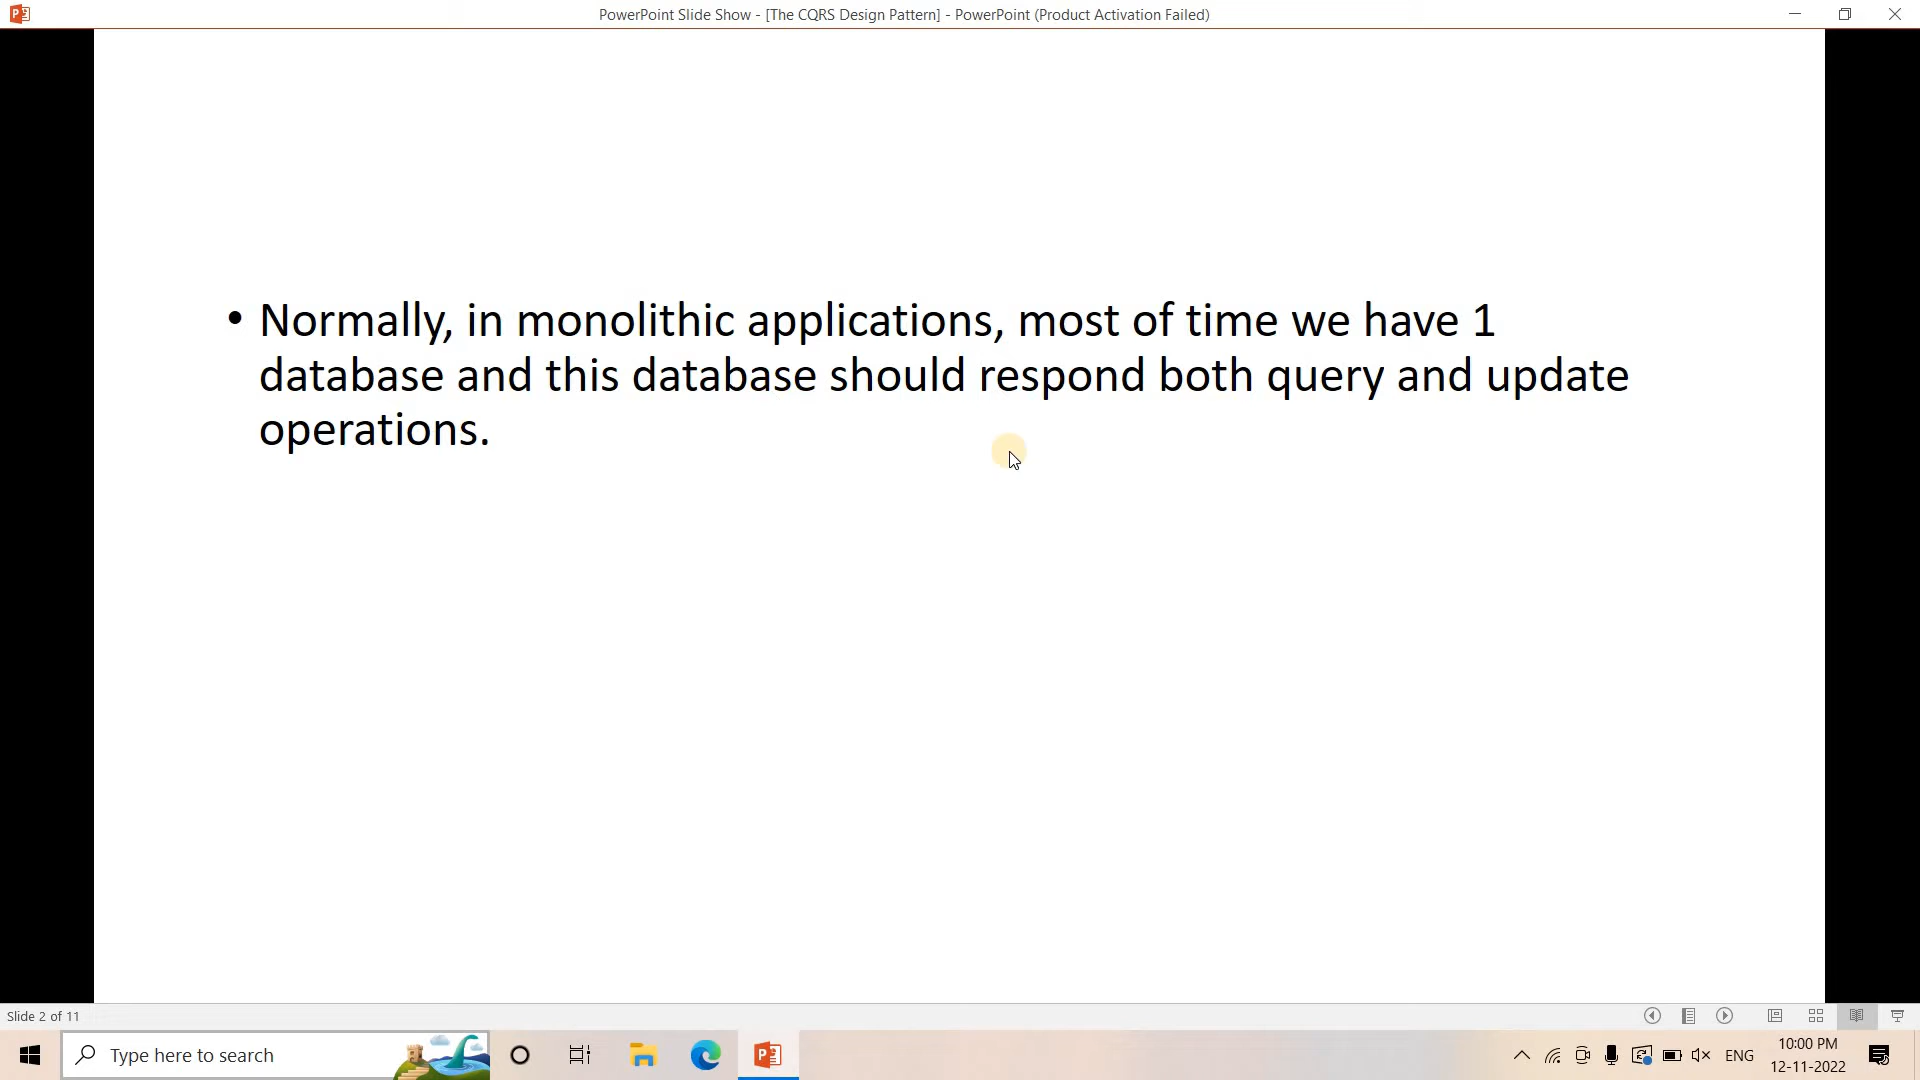 PowerPoint Slide Show - [The CQRS Design Pattern] - PowerPoint (Product Activation Failed)
• Normally, in monolithic applications, most of time we have 1
database and this database should respond both query and update
operations.
Slide 2 of 11
Type here to search
ENG
10:00 PM
12-11-2022